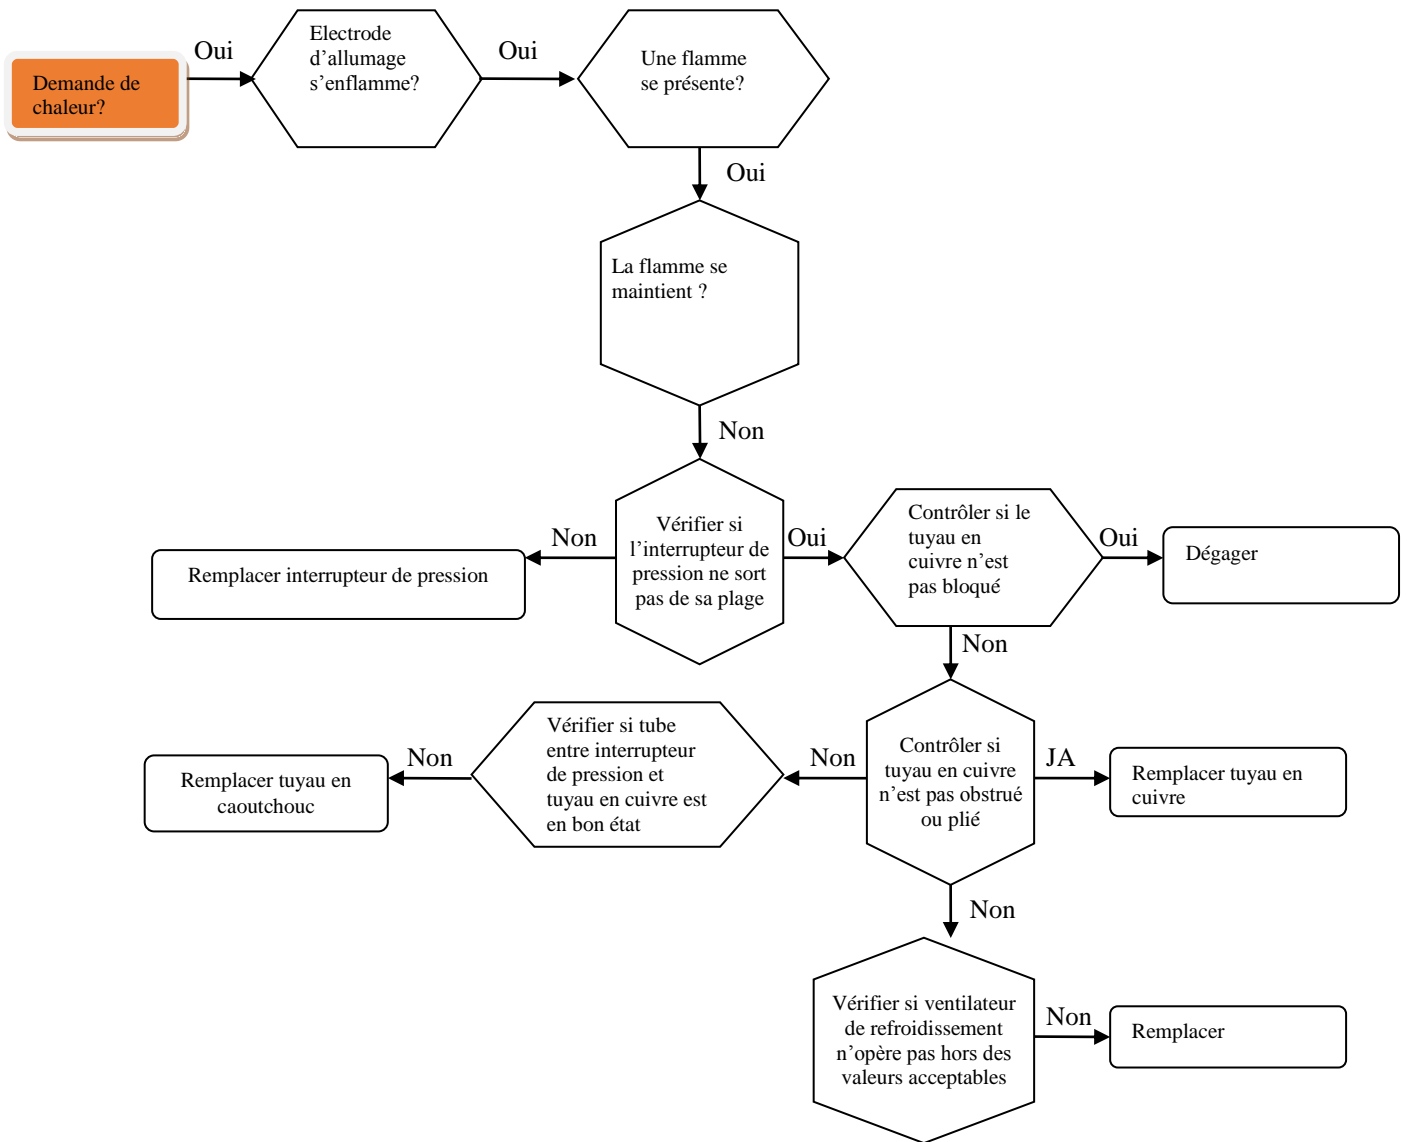 Demande de
chaleur?
Oui
Electrode
d’allumage
s’enflamme?
Oui
Une flamme
se présente?
Oui
La flamme se
maintient ?
Non
Vérifier si
l’interrupteur de
pression ne sort
pas de sa plage
Non
Remplacer interrupteur de pression
Oui
Contrôler si le
tuyau en
cuivre n’est
pas bloqué
Oui
Dégager
Non
Contrôler si
tuyau en cuivre
n’est pas obstrué
ou plié
JA
Remplacer tuyau en
cuivre
Non
Vérifier si tube
entre interrupteur
de pression et
tuyau en cuivre est
en bon état
Non
Remplacer tuyau en
caoutchouc
Non
Vérifier si ventilateur
de refroidissement
n’opère pas hors des
valeurs acceptables
Non
Remplacer